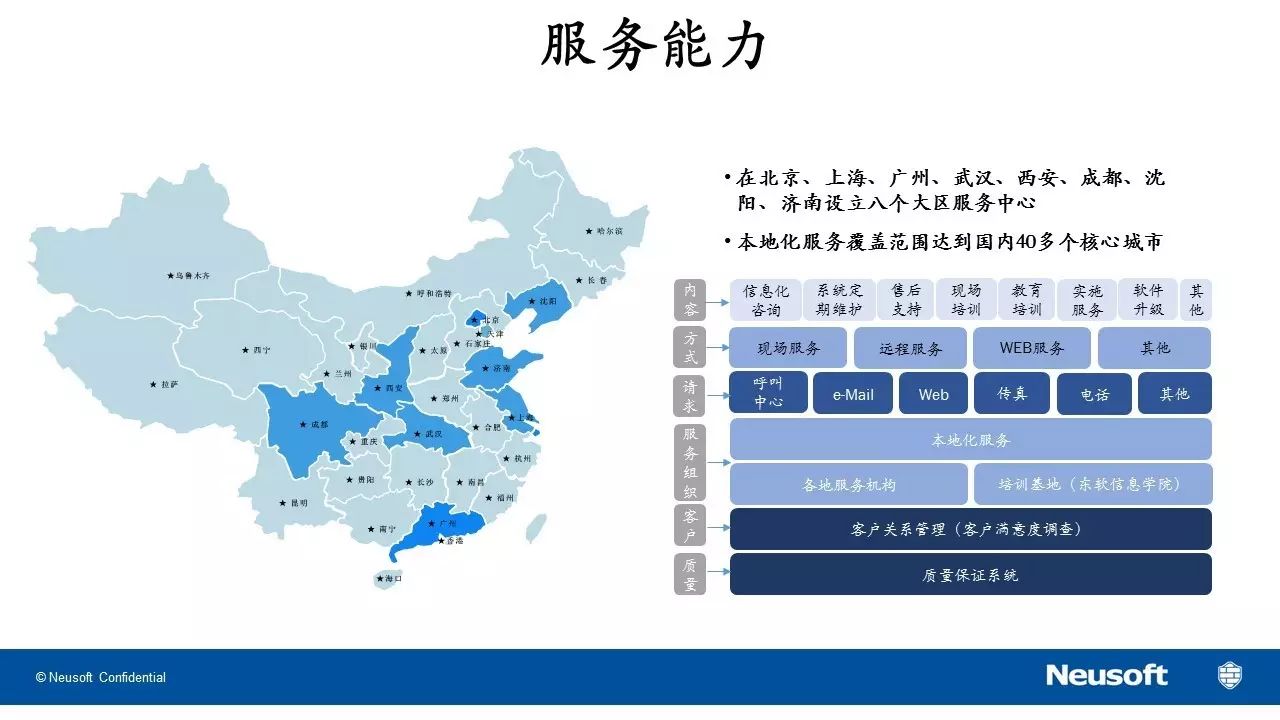 服务能力
• 在北京、上海、广州、武汉、西安、成都、沈
阳、济南设立八个大区服务中心
• 本地化服务覆盖范围达到国内40多个核心城市
★哈尔滨
★长春
★乌鲁木齐
★呼和浩特
★沈阳
★北京
★天津
★石家庄
★银川
★太原
★西宁
★济南
★兰州
★拉萨
★西安
★郑州
★上海
★成都
★合肥
★武汉
★重庆
★杭州
★贵阳
★长沙
★南昌
★福州
★昆明
★广州
★南宁
★香港
★海口
内容
信息化咨询
系统定期维护
售后支持
现场培训
教育培训
实施服务
软件升级
其他
方式
现场服务
远程服务
WEB服务
其他
请求
呼叫中心
e-Mail
Web
传真
电话
其他
服务组织
本地化服务
各地服务机构
培训基地（东软信息学院）
客户
客户关系管理（客户满意度调查）
质量
质量保证系统
© Neusoft Confidential
Neusoft